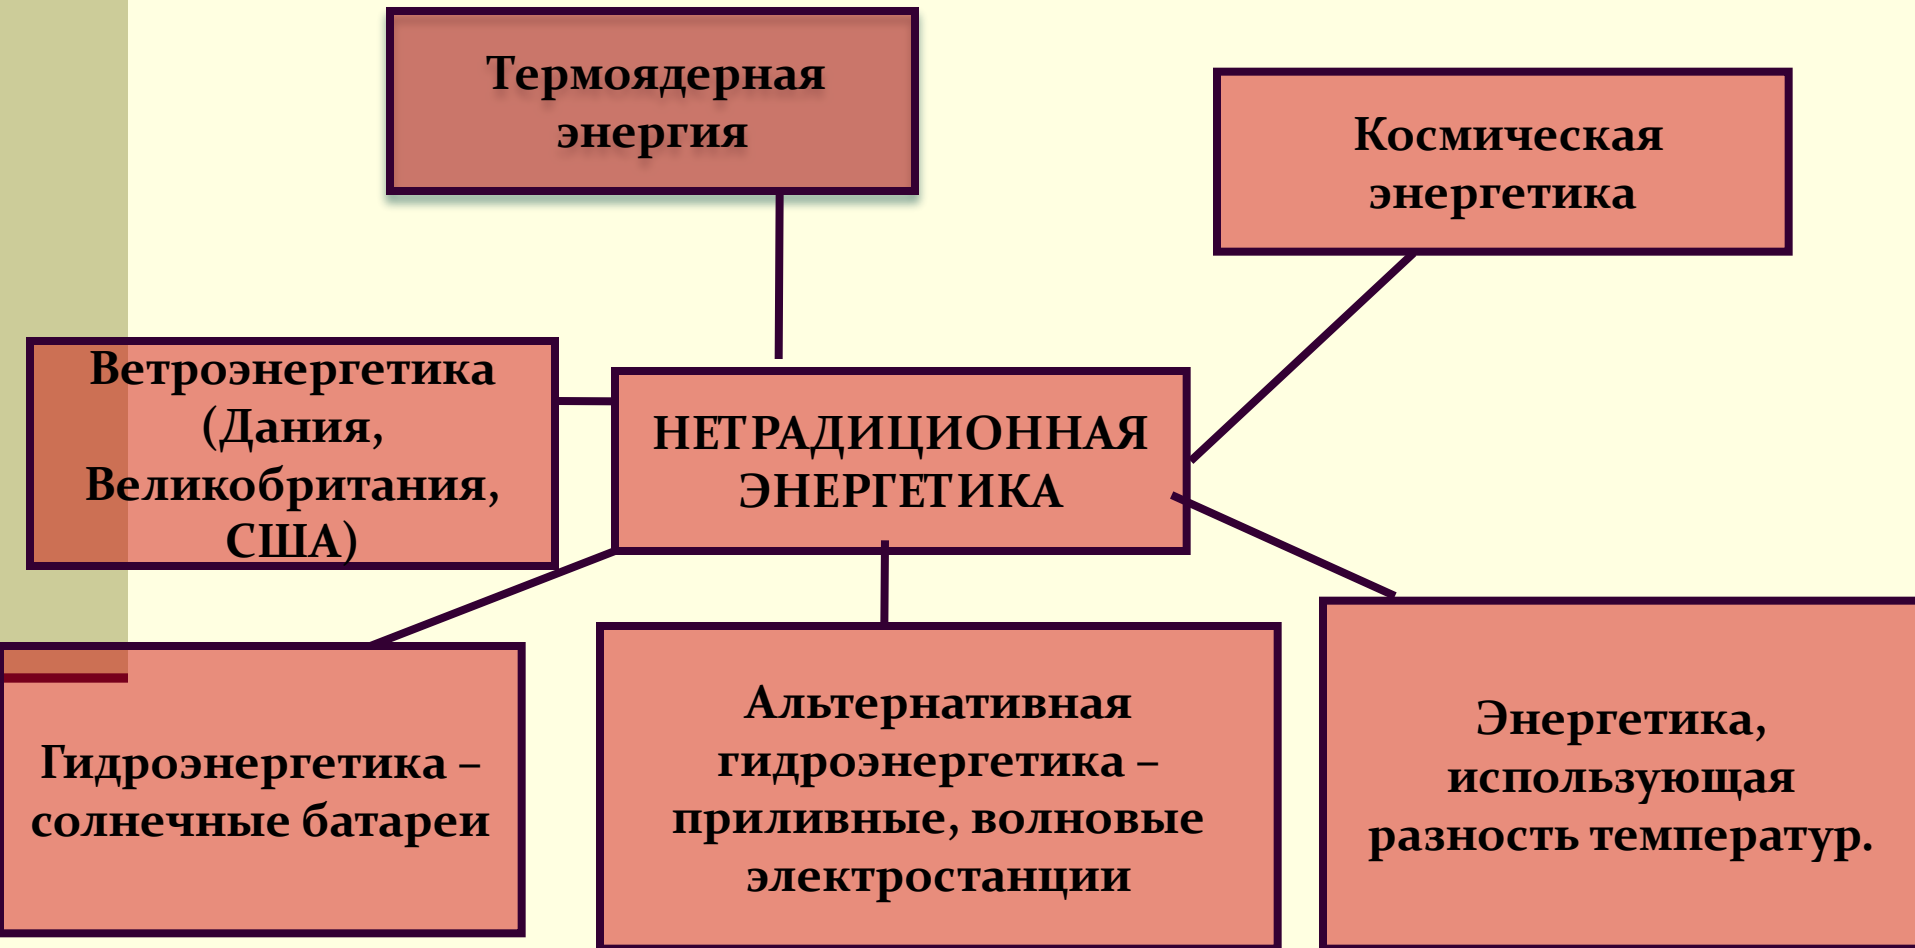 Термоядерная
энергия
Космическая
энергетика
Ветроэнергетика
(Дания,
Великобритания,
США)
НЕТРАДИЦИОННАЯ
ЭНЕРГЕТИКА
Гидроэнергетика –
солнечные батареи
Альтернативная
гидроэнергетика –
приливные, волновые
электростанции
Энергетика,
использующая
разность температур.